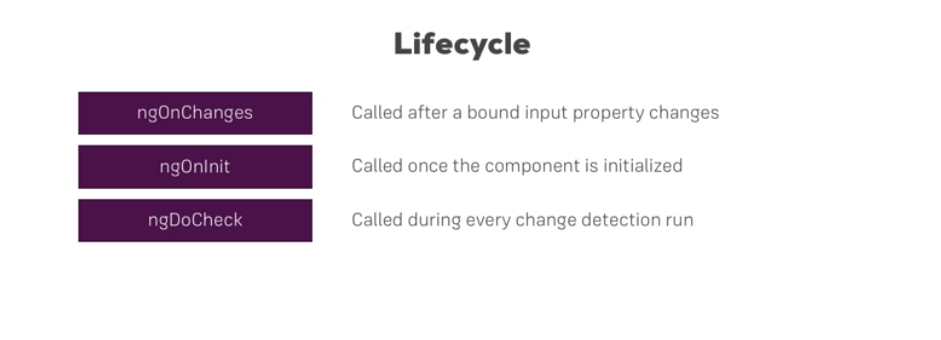 Lifecycle
ngOnChanges Called after a bound input property changes
ngOnInit Called once the component is initialized
ngDoCheck Called during every change detection run